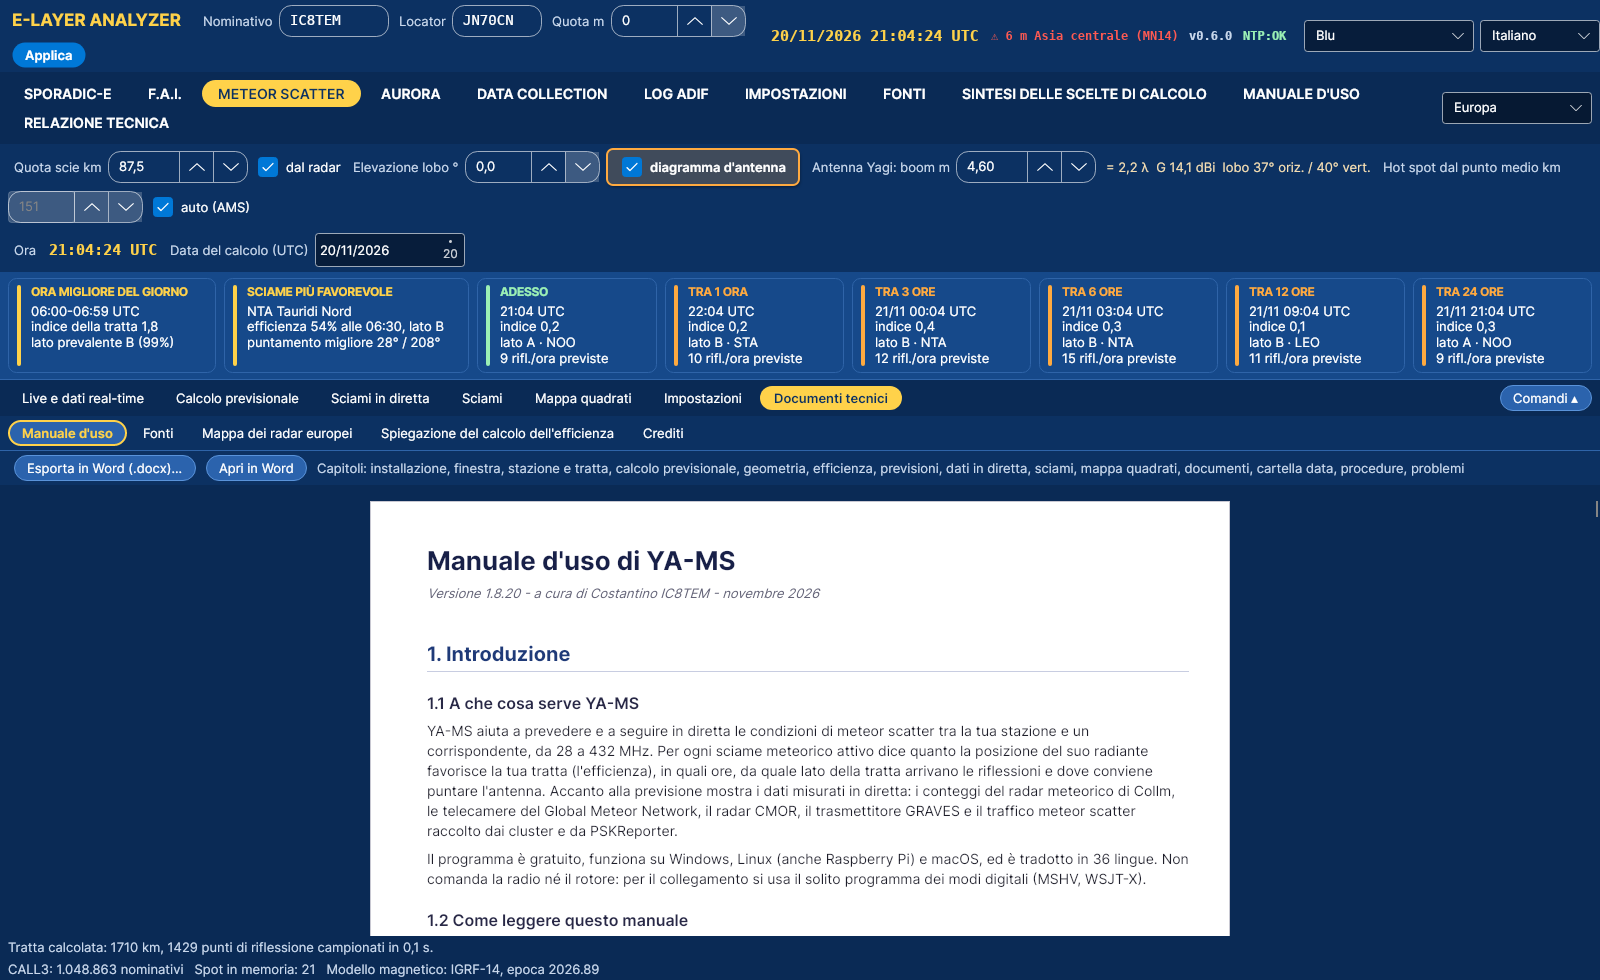 E-LAYER ANALYZER Nominativo IC8TEM Locator JN70CN Quota m 0
20/11/2026 21:04:24 UTC ⚠ 6 m Asia centrale (MN14) v0.6.0 NTP:OK Blu Italiano
Applica
SPORADIC-E F.A.I. METEOR SCATTER AURORA DATA COLLECTION LOG ADIF IMPOSTAZIONI FONTI SINTESI DELLE SCELTE DI CALCOLO MANUALE D'USO
RELAZIONE TECNICA
Europa
Quota scie km 87,5 dal radar Elevazione lobo ° 0,0 diagramma d'antenna Antenna Yagi: boom m 4,60 = 2,2 λ G 14,1 dBi lobo 37° oriz. / 40° vert. Hot spot dal punto medio km
151 auto (AMS)
Ora 21:04:24 UTC Data del calcolo (UTC) 20/11/2026 20
ORA MIGLIORE DEL GIORNO
06:00-06:59 UTC
indice della tratta 1,8
lato prevalente B (99%)
SCIAME PIÙ FAVOREVOLE
NTA Tauridi Nord
efficienza 54% alle 06:30, lato B
puntamento migliore 28° / 208°
ADESSO
21:04 UTC
indice 0,2
lato A · NOO
9 rifl./ora previste
TRA 1 ORA
22:04 UTC
indice 0,2
lato B · STA
10 rifl./ora previste
TRA 3 ORE
21/11 00:04 UTC
indice 0,4
lato B · NTA
12 rifl./ora previste
TRA 6 ORE
21/11 03:04 UTC
indice 0,3
lato B · NTA
15 rifl./ora previste
TRA 12 ORE
21/11 09:04 UTC
indice 0,1
lato B · LEO
11 rifl./ora previste
TRA 24 ORE
21/11 21:04 UTC
indice 0,3
lato A · NOO
9 rifl./ora previste
Live e dati real-time Calcolo previsionale Sciami in diretta Sciami Mappa quadrati Impostazioni Documenti tecnici Comandi ▴
Manuale d'uso Fonti Mappa dei radar europei Spiegazione del calcolo dell'efficienza Crediti
Esporta in Word (.docx)... Apri in Word Capitoli: installazione, finestra, stazione e tratta, calcolo previsionale, geometria, efficienza, previsioni, dati in diretta, sciami, mappa quadrati, documenti, cartella data, procedure, problemi
Manuale d'uso di YA-MS
Versione 1.8.20 - a cura di Costantino IC8TEM - novembre 2026
1. Introduzione
1.1 A che cosa serve YA-MS
YA-MS aiuta a prevedere e a seguire in diretta le condizioni di meteor scatter tra la tua stazione e un
corrispondente, da 28 a 432 MHz. Per ogni sciame meteorico attivo dice quanto la posizione del suo radiante
favorisce la tua tratta (l'efficienza), in quali ore, da quale lato della tratta arrivano le riflessioni e dove conviene
puntare l'antenna. Accanto alla previsione mostra i dati misurati in diretta: i conteggi del radar meteorico di Collm,
le telecamere del Global Meteor Network, il radar CMOR, il trasmettitore GRAVES e il traffico meteor scatter
raccolto dai cluster e da PSKReporter.
Il programma è gratuito, funziona su Windows, Linux (anche Raspberry Pi) e macOS, ed è tradotto in 36 lingue. Non
comanda la radio né il rotore: per il collegamento si usa il solito programma dei modi digitali (MSHV, WSJT-X).
1.2 Come leggere questo manuale
Tratta calcolata: 1710 km, 1429 punti di riflessione campionati in 0,1 s.
CALL3: 1.048.863 nominativi Spot in memoria: 21 Modello magnetico: IGRF-14, epoca 2026.89